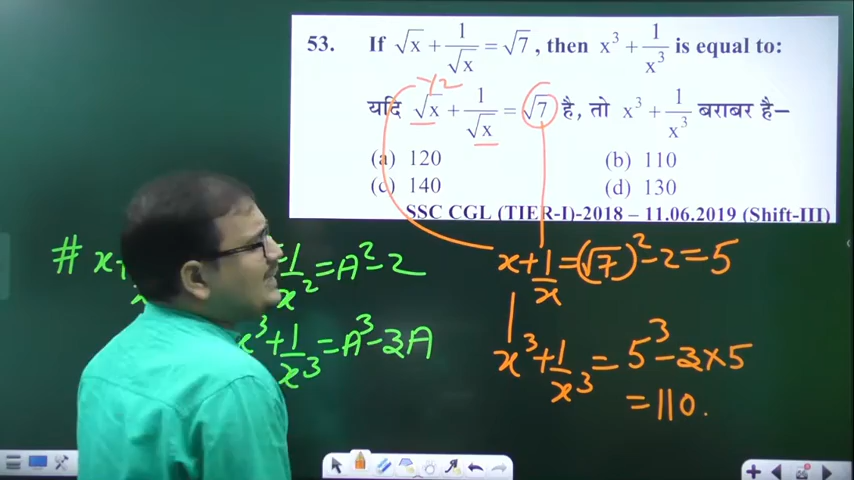 53. If √x + 1/√x = √7, then x³ + 1/x³ is equal to:
यदि √x + 1/√x = √7 है, तो x³ + 1/x³ बराबर है–
(a) 120 (b) 110
(c) 140 (d) 130
SSC CGL (TIER-I)-2018 – 11.06.2019 (Shift-III)
# x+ 1/x² = A² - 2
x³ + 1/x³ = A³ - 3A
x + 1/x = (√7)² - 2 = 5
x³ + 1/x³ = 5³ - 3×5
= 110.